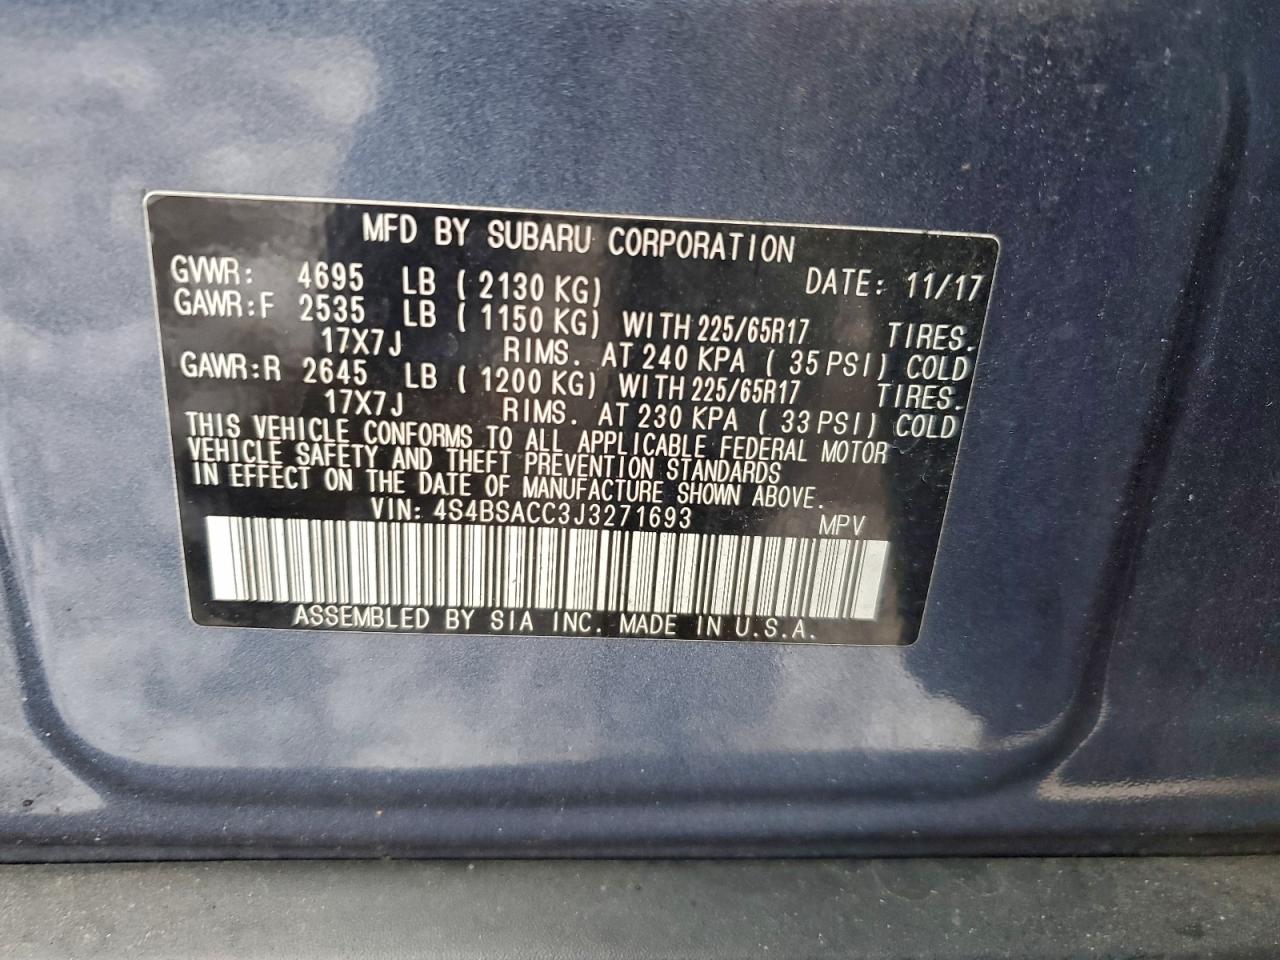 MFD BY SUBARU CORPORATION
GVWR: 4695 LB ( 2130 KG) DATE: 11/17
GAWR:F 2535 LB ( 1150 KG) WITH 225/65R17 TIRES.
17X7J RIMS. AT 240 KPA ( 35 PSI) COLD
GAWR:R 2645 LB ( 1200 KG) WITH 225/65R17 TIRES.
17X7J RIMS. AT 230 KPA ( 33 PSI) COLD
THIS VEHICLE CONFORMS TO ALL APPLICABLE FEDERAL MOTOR
VEHICLE SAFETY AND THEFT PREVENTION STANDARDS
IN EFFECT ON THE DATE OF MANUFACTURE SHOWN ABOVE.
VIN: 4S4BSACC3J3271693 MPV
ASSEMBLED BY SIA INC. MADE IN U.S.A.